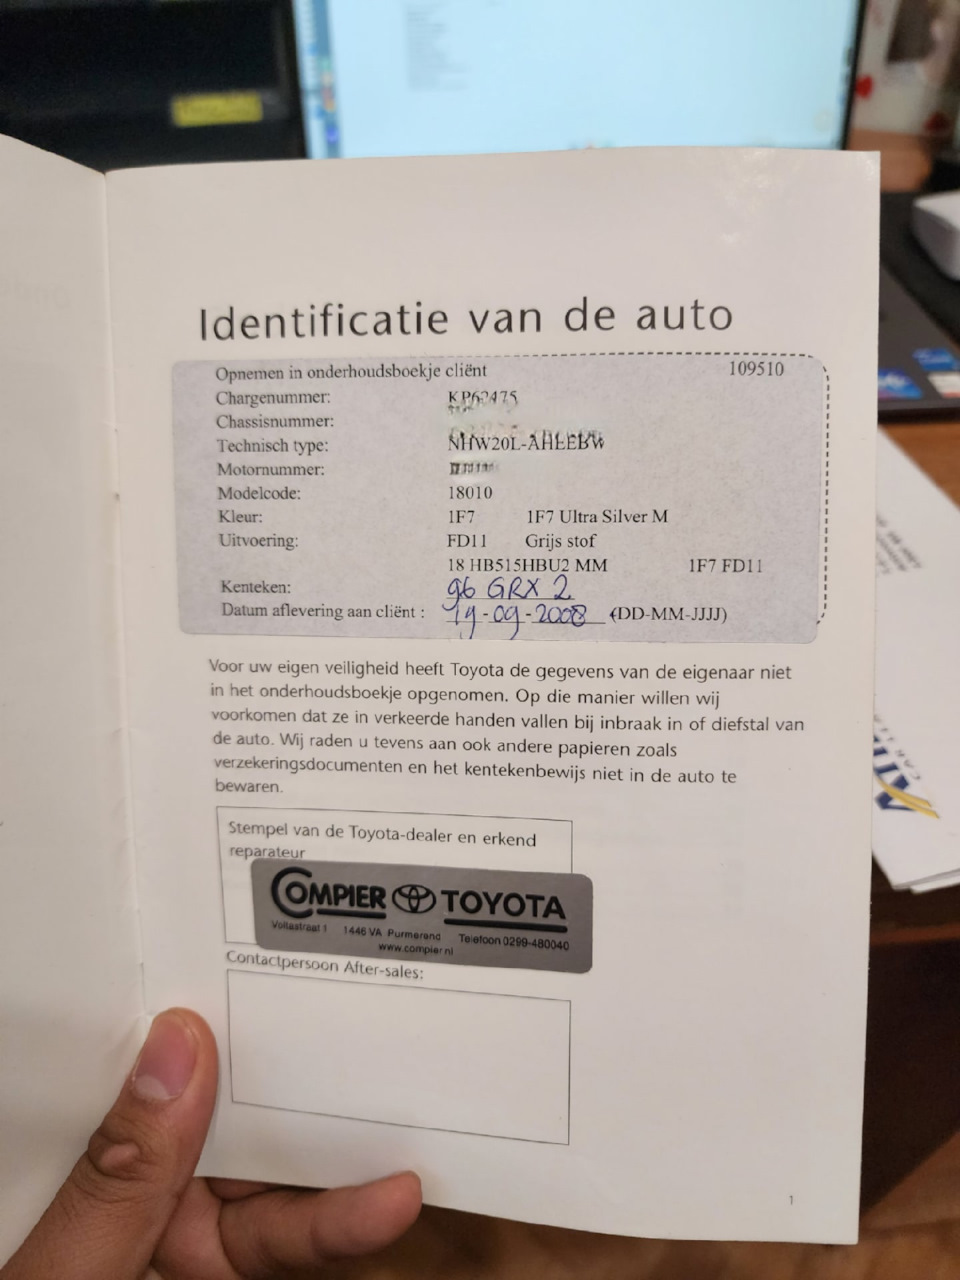 Identificatie van de auto
Opnemen in onderhoudsboekje cliënt 109510
Chargenummer:
Chassisnummer:
Technisch type: NHW20L-AHEEBW
Motornummer:
Modelcode: 18010
Kleur: 1F7 1F7 Ultra Silver M
Uitvoering: FD11 Grijs stof
18 HB515HBU2 MM 1F7 FD11
Kenteken: 96 GRX 2
Datum aflevering aan cliënt : 19-09-2008 (DD-MM-JJJJ)
Voor uw eigen veiligheid heeft Toyota de gegevens van de eigenaar niet
in het onderhoudsboekje opgenomen. Op die manier willen wij
voorkomen dat ze in verkeerde handen vallen bij inbraak in of diefstal van
de auto. Wij raden u tevens aan ook andere papieren zoals
verzekeringsdocumenten en het kentekenbewijs niet in de auto te
bewaren.
Stempel van de Toyota-dealer en erkend
reparateur
COMPIER TOYOTA
Voltastraat 1 1446 VA Purmerend Telefoon 0299-480040
www.compier.nl
Contactpersoon After-sales:
1